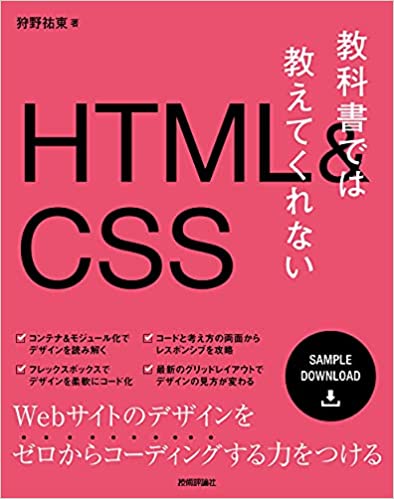 狩野祐東 著
教科書では
教えてくれない
HTML&
CSS
コンテナ&モジュール化で
デザインを読み解く
コードと考え方の両面から
レスポンシブを攻略
フレックスボックスで
デザインを柔軟にコード化
最新のグリッドレイアウトで
デザインの見方が変わる
SAMPLE
DOWNLOAD
Webサイトのデザインを
ゼロからコーディングする力をつける
技術評論社